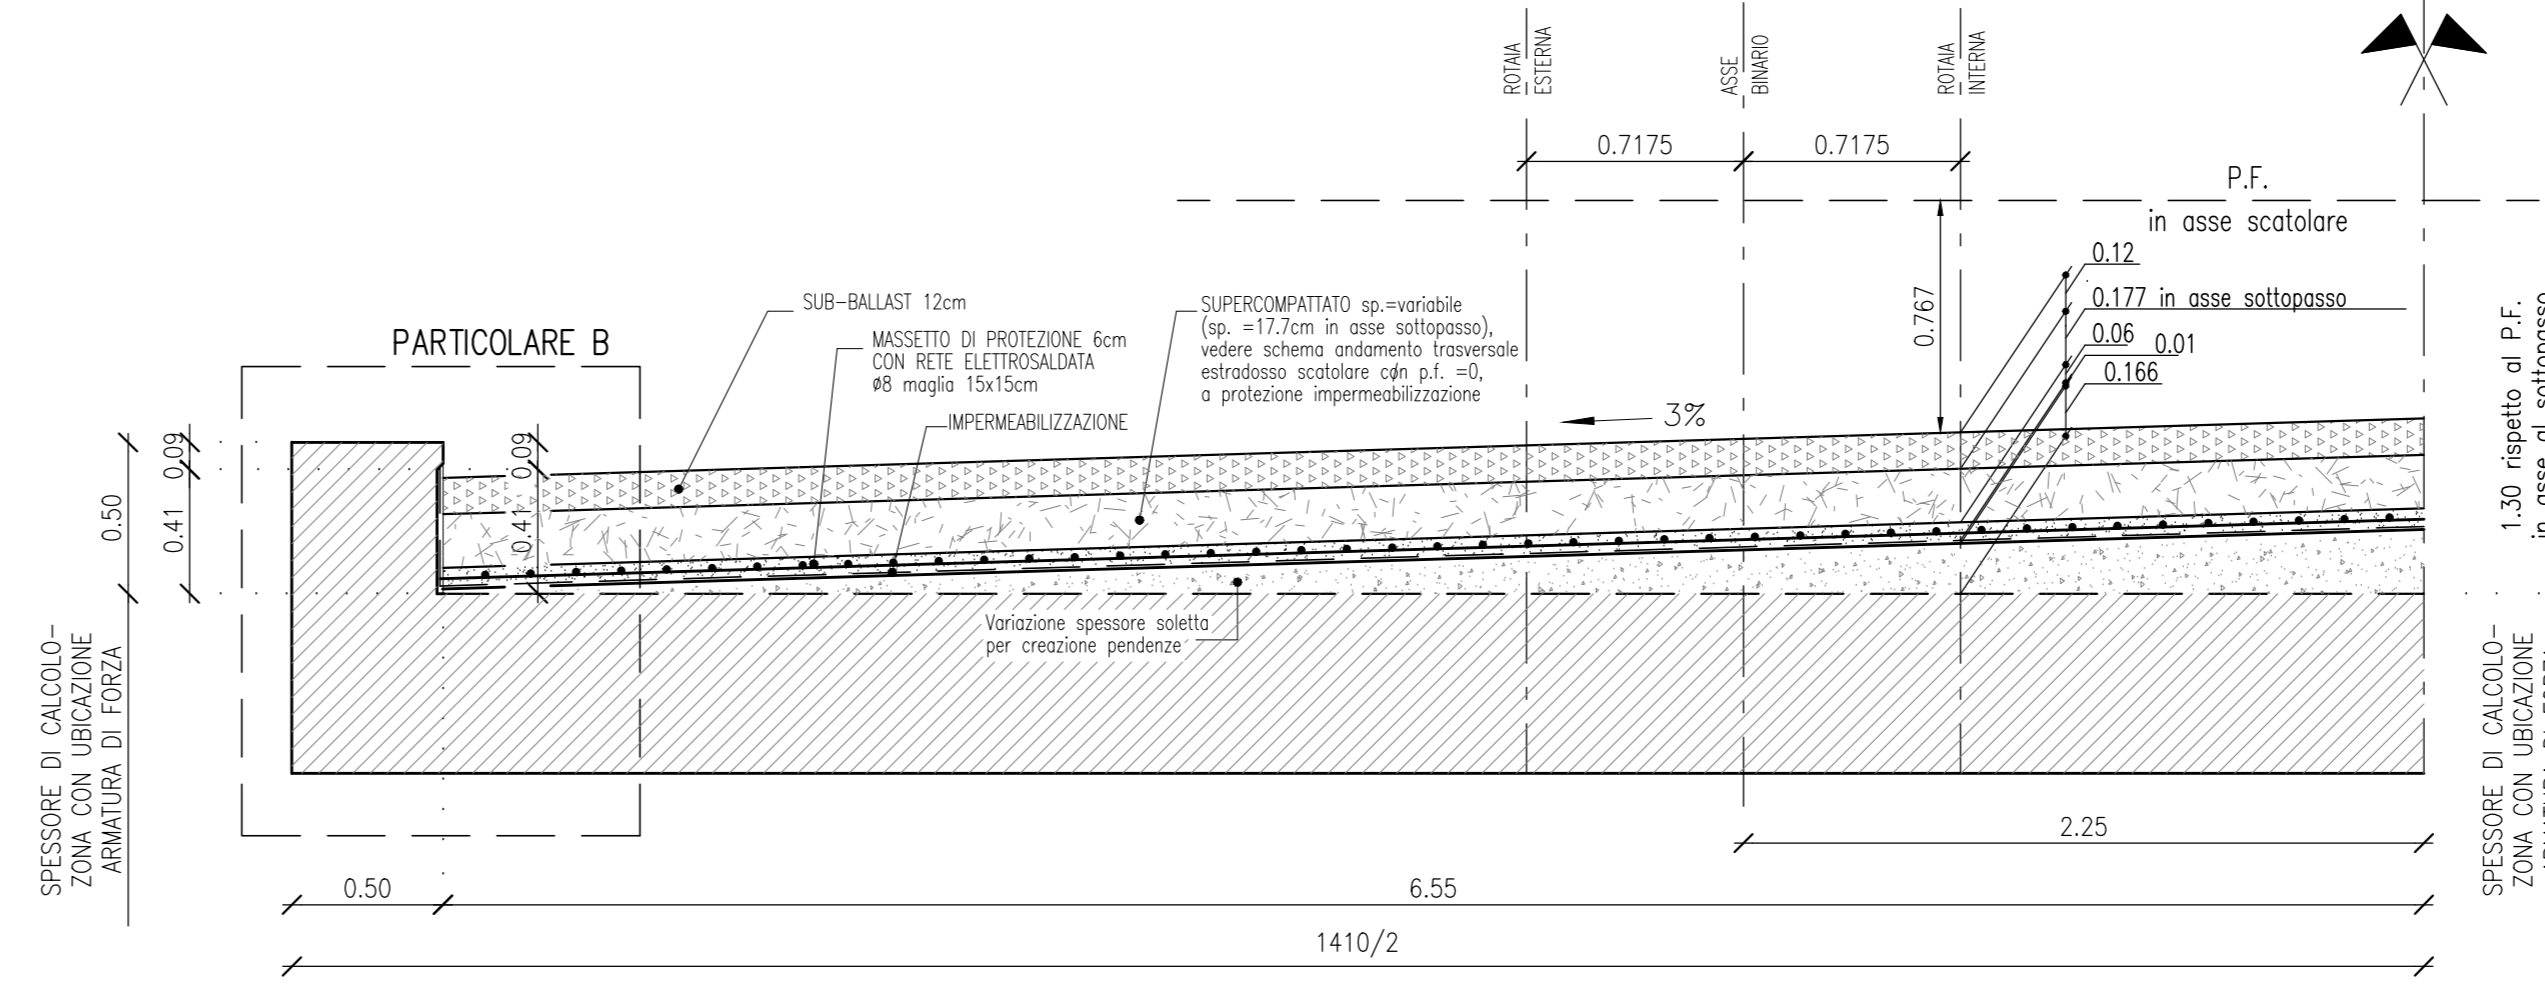 ROTAIA
ESTERNA
ASSE
BINARIO
ROTAIA
INTERNA
0.7175
0.7175
P.F.
in asse scatolare
0.12
0.177 in asse sottopasso
0.06
0.01
0.166
0.767
SUB-BALLAST 12cm
MASSETTO DI PROTEZIONE 6cm
CON RETE ELETTROSALDATA
ø8 maglia 15x15cm
IMPERMEABILIZZAZIONE
SUPERCOMPATTATO sp.=variabile
(sp. =17.7cm in asse sottopasso),
vedere schema andamento trasversale
estradosso scatolare con p.f. =0,
a protezione impermeabilizzazione
PARTICOLARE B
3%
0.09
0.09
0.50
0.41
0.41
1.30 rispetto al P.F.
in asse al sottopasso
Variazione spessore soletta
per creazione pendenze
SPESSORE DI CALCOLO-
ZONA CON UBICAZIONE
ARMATURA DI FORZA
SPESSORE DI CALCOLO-
ZONA CON UBICAZIONE
2.25
0.50
6.55
1410/2